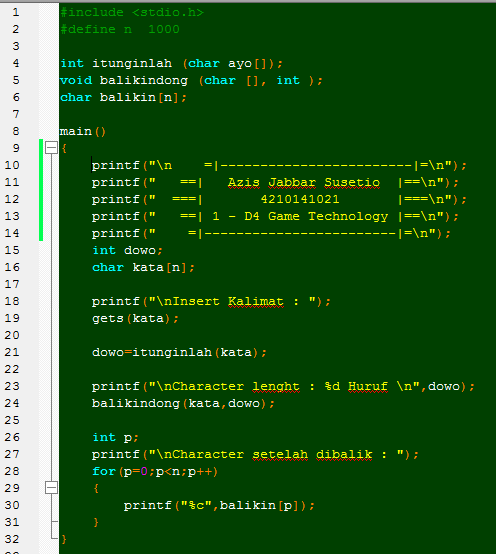 1 #include <stdio.h>
2 #define n  1000
3
4 int itunginlah (char ayo[]);
5 void balikindong (char [], int );
6 char balikin[n];
7
8 main()
9 {
10     printf("\n    =|------------------------|=\n");
11     printf("   ==|   Azis Jabbar Susetio  |==\n");
12     printf("  ===|       4210141021       |===\n");
13     printf("   ==| 1 - D4 Game Technology |==\n");
14     printf("    =|------------------------|=\n");
15     int dowo;
16     char kata[n];
17
18     printf("\nInsert Kalimat : ");
19     gets(kata);
20
21     dowo=itunginlah(kata);
22
23     printf("\nCharacter lenght : %d Huruf \n",dowo);
24     balikindong(kata,dowo);
25
26     int p;
27     printf("\nCharacter setelah dibalik : ");
28     for(p=0;p<n;p++)
29     {
30         printf("%c",balikin[p]);
31     }
32 }